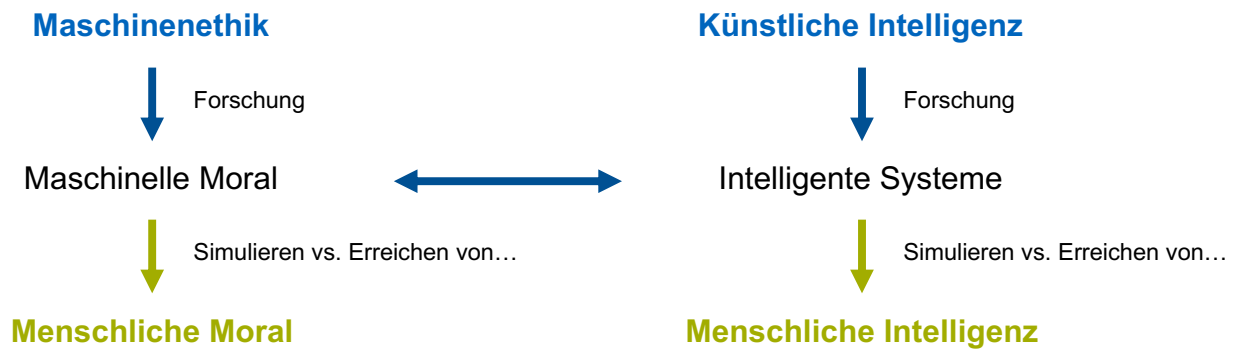 Maschinenethik
Künstliche Intelligenz
Forschung
Forschung
Maschinelle Moral
Intelligente Systeme
Simulieren vs. Erreichen von…
Simulieren vs. Erreichen von…
Menschliche Moral
Menschliche Intelligenz